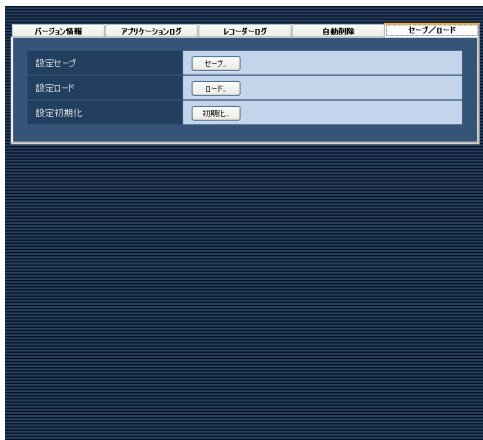 バージョン情報 アプリケーションログ レコーダーログ 自動削除 セーブ/ロード
設定セーブ セーブ...
設定ロード ロード...
設定初期化 初期化...